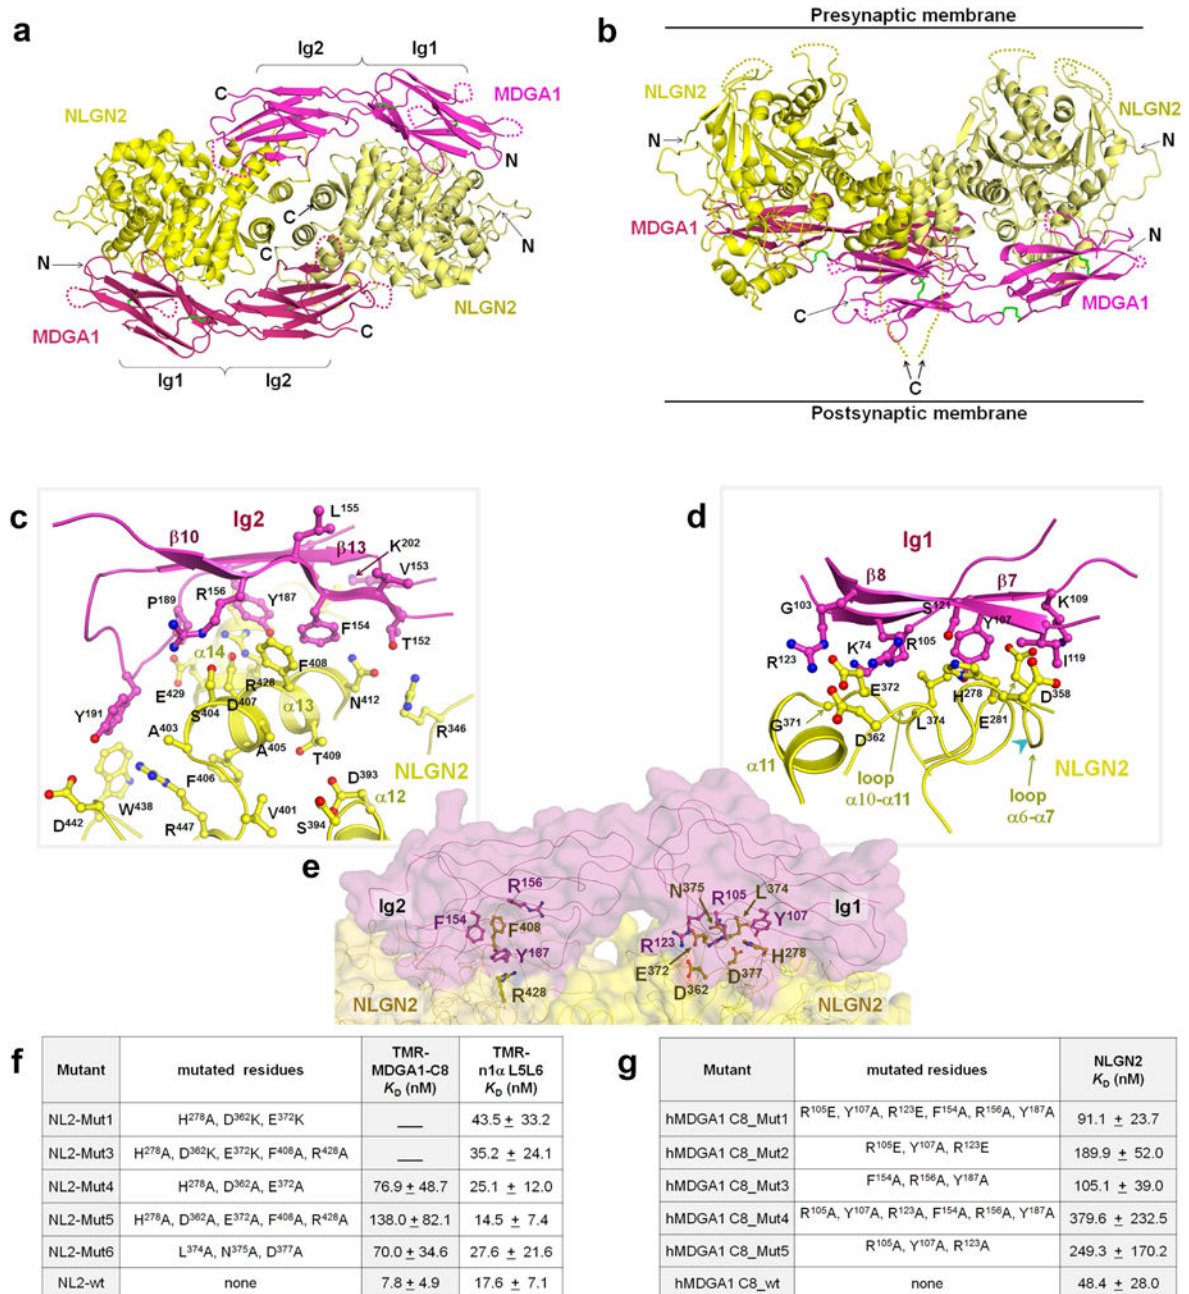 a
Ig2 Ig1
C
MDGA1
NLGN2
N
C
C
N
N
NLGN2
MDGA1
C
Ig1 Ig2
b
Presynaptic membrane
NLGN2
NLGN2
N
N
MDGA1
N
MDGA1
C
C
Postsynaptic membrane
c
Ig2
L155
β10
β13
K202
V153
P189
R156
Y187
F154
T152
α14
F408
E429
R428
N412
S404
D407
α13
Y191
A403
A405
T409
R346
F406
D393
NLGN2
α12
W438
V401
D442
R447
S394
d
Ig1
β8
β7
G103
S121
K109
Y107
R123
K74
R105
I119
E372
H278
D358
G371
L374
E281
D362
α11
loop
α10-α11
NLGN2
loop
α6-α7
e
R156
N375
R105
L374
Ig2
Ig1
F154
F408
Y107
R123
Y187
H278
E372
D377
R428
D362
NLGN2
NLGN2
f
Mutant mutated residues TMR-MDGA1-C8 KD (nM) TMR-n1α L5L6 KD (nM)
NL2-Mut1 H278A, D362K, E372K __ 43.5 ± 33.2
NL2-Mut3 H278A, D362K, E372K, F408A, R428A __ 35.2 ± 24.1
NL2-Mut4 H278A, D362A, E372A 76.9 ± 48.7 25.1 ± 12.0
NL2-Mut5 H278A, D362A, E372A, F408A, R428A 138.0 ± 82.1 14.5 ± 7.4
NL2-Mut6 L374A, N375A, D377A 70.0 ± 34.6 27.6 ± 21.6
NL2-wt none 7.8 ± 4.9 17.6 ± 7.1
g
Mutant mutated residues NLGN2 KD (nM)
hMDGA1 C8_Mut1 R105E, Y107A, R123E, F154A, R156A, Y187A 91.1 ± 23.7
hMDGA1 C8_Mut2 R105E, Y107A, R123E 189.9 ± 52.0
hMDGA1 C8_Mut3 F154A, R156A, Y187A 105.1 ± 39.0
hMDGA1 C8_Mut4 R105A, Y107A, R123A, F154A, R156A, Y187A 379.6 ± 232.5
hMDGA1 C8_Mut5 R105A, Y107A, R123A 249.3 ± 170.2
hMDGA1 C8_wt none 48.4 ± 28.0